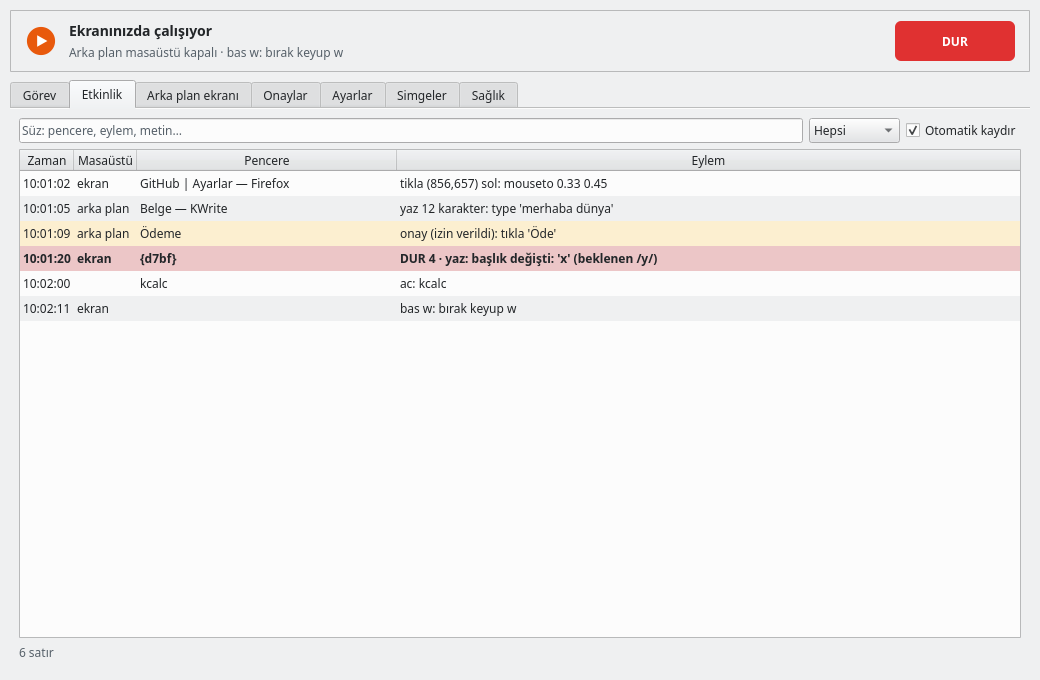 Ekranınızda çalışıyor
Arka plan masaüstü kapalı · bas w: bırak keyup w
DUR
Görev Etkinlik Arka plan ekranı Onaylar Ayarlar Simgeler Sağlık
Süz: pencere, eylem, metin... Hepsi Otomatik kaydır
Zaman Masaüstü Pencere Eylem
10:01:02 ekran GitHub | Ayarlar — Firefox tikla (856,657) sol: mouseto 0.33 0.45
10:01:05 arka plan Belge — KWrite yaz 12 karakter: type 'merhaba dünya'
10:01:09 arka plan Ödeme onay (izin verildi): tıkla 'Öde'
10:01:20 ekran {d7bf} DUR 4 · yaz: başlık değişti: 'x' (beklenen /y/)
10:02:00 kcalc ac: kcalc
10:02:11 ekran bas w: bırak keyup w
6 satır